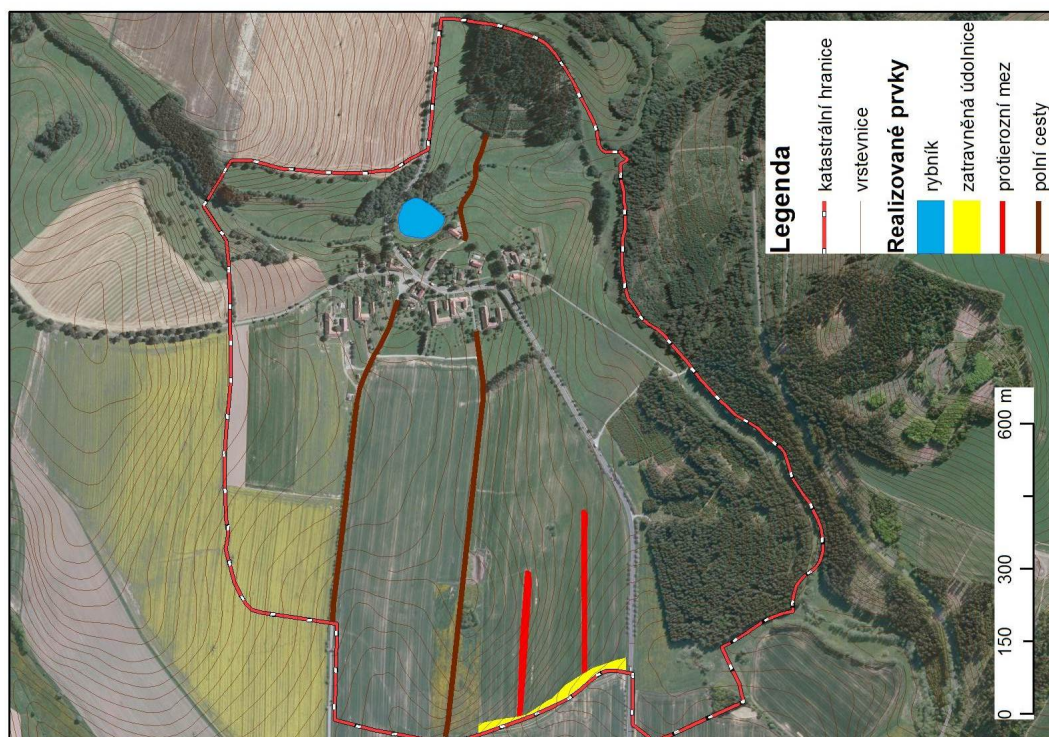 Legenda
katastrální hranice
vrstevnice
Realizované prvky
rybník
zatravněná údolnice
protierozní mez
polní cesty
0 150 300 600 m